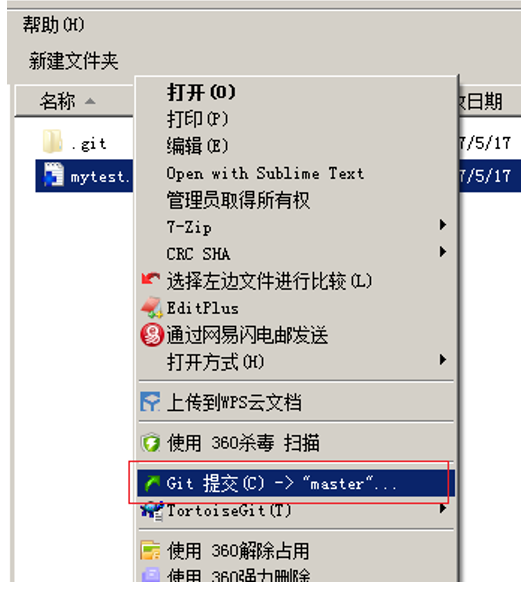 帮助(H)
新建文件夹
名称
打开(O)
改日期
打印(P)
.git
编辑(E)
7/5/17
mytest.
Open with Sublime Text
7/5/17
管理员取得所有权
7-Zip
CRC SHA
选择左边文件进行比较(L)
EditPlus
通过网易闪电邮发送
打开方式(H)
上传到WPS云文档
使用 360杀毒 扫描
Git 提交(C) -> "master"...
TortoiseGit(T)
使用 360解除占用
使用 360强力删除